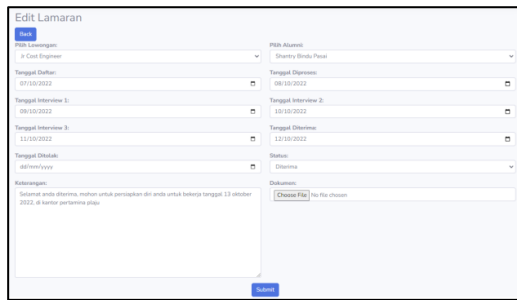 Edit Lamaran
Back
Pilih Lowongan:
Pilih Alumni:
Jr Cost Engineer
Shantry Bindu Pasai
Tanggal Daftar:
Tanggal Diproses:
07/10/2022
08/10/2022
Tanggal Interview 1:
Tanggal Interview 2:
09/10/2022
10/10/2022
Tanggal Interview 3:
Tanggal Diterima:
11/10/2022
12/10/2022
Tanggal Ditolak:
Status:
dd/mm/yyyy
Diterima
Keterangan:
Dokumen:
Selamat anda diterima, mohon untuk persiapkan diri anda untuk bekerja tanggal 13 oktober
2022, di kantor pertamina plaju
Choose File No file chosen
Submit